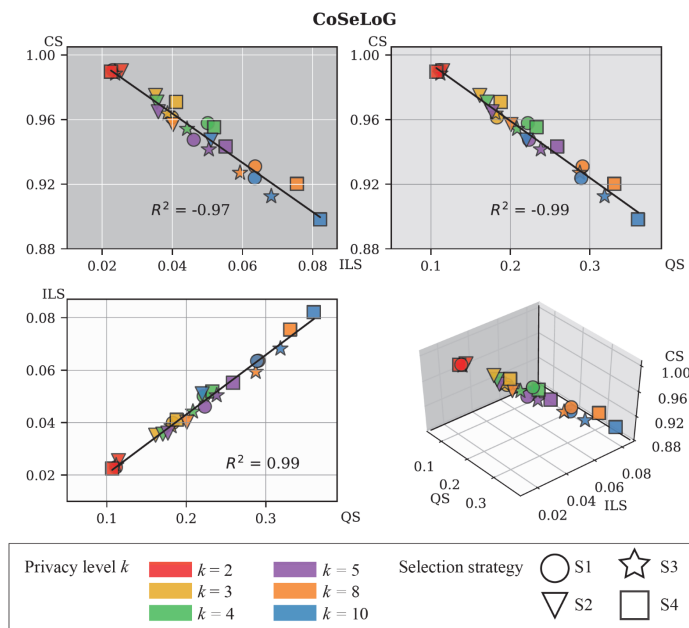 CoSeLoG
CS
1.00
0.96
0.92
0.88
R² = -0.97
0.02
0.04
0.06
0.08
ILS
CS
1.00
0.96
0.92
0.88
R² = -0.99
0.1
0.2
0.3
QS
ILS
0.08
0.06
0.04
0.02
R² = 0.99
0.1
0.2
0.3
QS
CS
1.00
0.96
0.92
0.88
0.1
0.2
0.3
QS
0.02
0.04
0.06
0.08
ILS
Privacy level k
k = 2
k = 3
k = 4
k = 5
k = 8
k = 10
Selection strategy
S1
S2
S3
S4